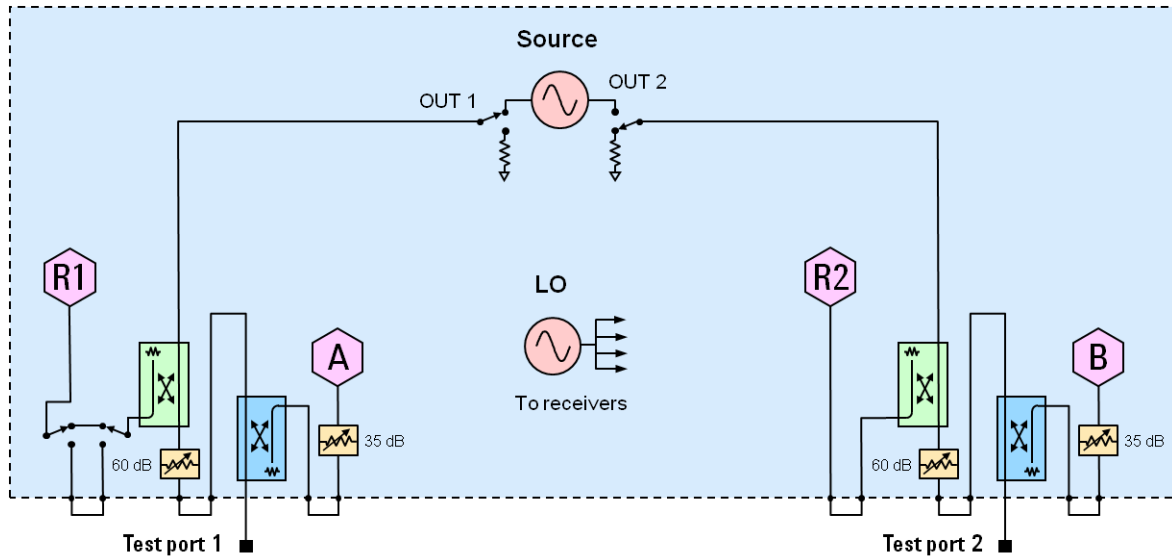 Source
OUT 1
OUT 2
R1
LO
R2
A
B
To receivers
35 dB
35 dB
60 dB
60 dB
Test port 1
Test port 2